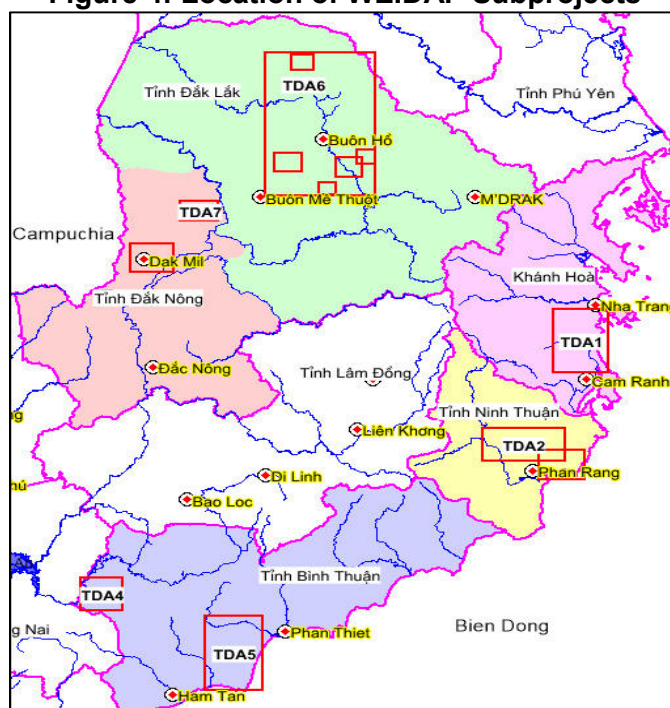 Figure 4: Location of WEIDAP Subprojects
TDA6
Tỉnh Đắk Lắk
Tỉnh Phú Yên
Buôn Hồ
Buôn Mê Thuột
M'DRAK
TDA7
Campuchia
Dak Mil
Khánh Hoà
Tỉnh Đắk Nông
Nha Trang
TDA1
Đắc Nông
Tỉnh Lâm Đồng
Cam Ranh
Tỉnh Ninh Thuận
Liên Khơng
TDA2
Phan Rang
Di Linh
Bao Loc
Tỉnh Bình Thuận
TDA4
g Nai
Phan Thiet
Bien Dong
TDA5
Ham Tan